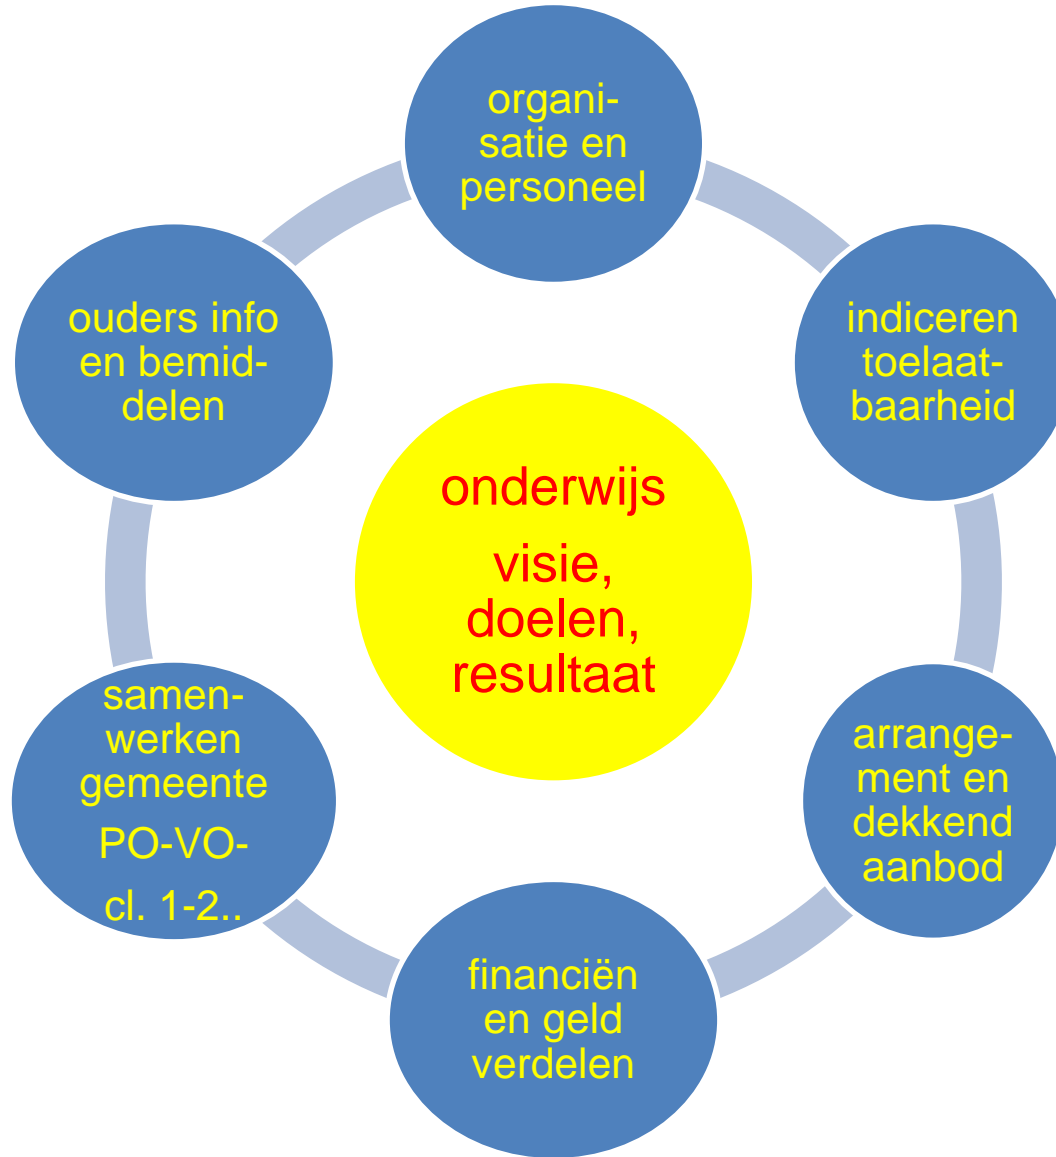 organi-
satie en
personeel
indiceren
toelaat-
baarheid
arrange-
ment en
dekkend
aanbod
financiën
en geld
verdelen
samen-
werken
gemeente
PO-VO-
cl. 1-2..
ouders info
en bemid-
delen
onderwijs
visie,
doelen,
resultaat